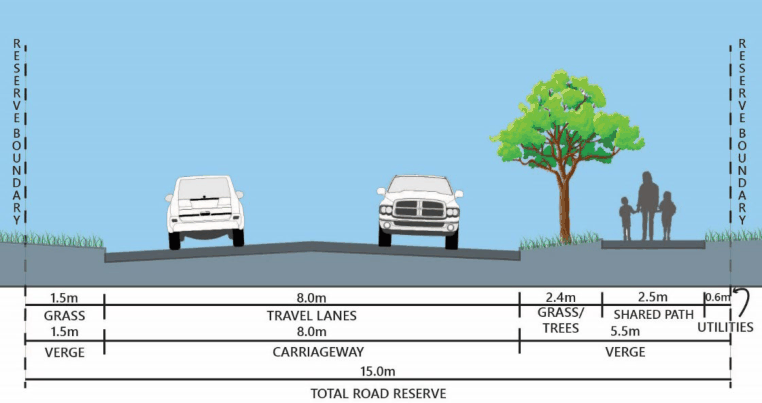 RESERVE BOUNDARY
RESERVE BOUNDARY
1.5m 8.0m 2.4m 2.5m 0.6m
GRASS TRAVEL LANES GRASS/ SHARED PATH
TREES UTILITIES
1.5m 8.0m 5.5m
VERGE CARRIAGEWAY VERGE
15.0m
TOTAL ROAD RESERVE